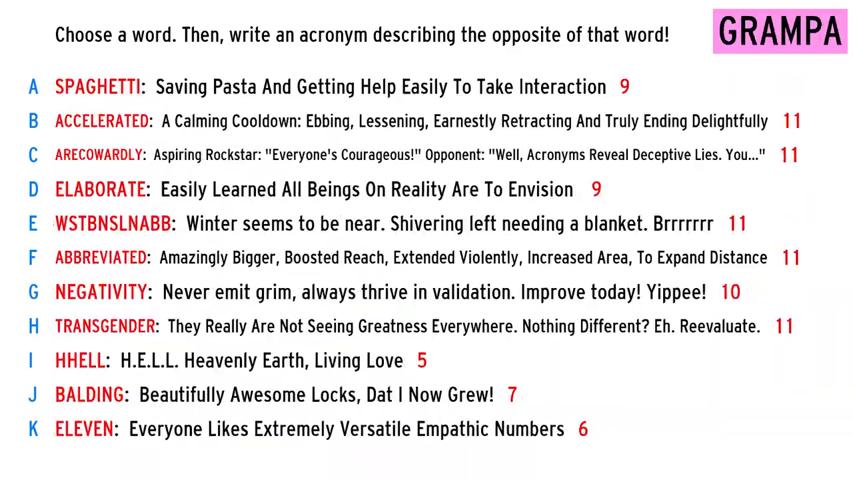 Choose a word. Then, write an acronym describing the opposite of that word!
GRAMPA
A SPAGHETTI: Saving Pasta And Getting Help Easily To Take Interaction 9
B ACCELERATED: A Calming Cooldown: Ebbing, Lessening, Earnestly Retracting And Truly Ending Delightfully 11
C ARECOWARDLY: Aspiring Rockstar: "Everyone's Courageous!" Opponent: "Well, Acronyms Reveal Deceptive Lies. You..." 11
D ELABORATE: Easily Learned All Beings On Reality Are To Envision 9
E WSTBNSLNABB: Winter seems to be near. Shivering left needing a blanket. Brrrrrrr 11
F ABBREVIATED: Amazingly Bigger, Boosted Reach, Extended Violently, Increased Area, To Expand Distance 11
G NEGATIVITY: Never emit grim, always thrive in validation. Improve today! Yippee! 10
H TRANSGENDER: They Really Are Not Seeing Greatness Everywhere. Nothing Different? Eh. Reevaluate. 11
I HHELL: H.E.L.L. Heavenly Earth, Living Love 5
J BALDING: Beautifully Awesome Locks, Dat I Now Grew! 7
K ELEVEN: Everyone Likes Extremely Versatile Empathic Numbers 6